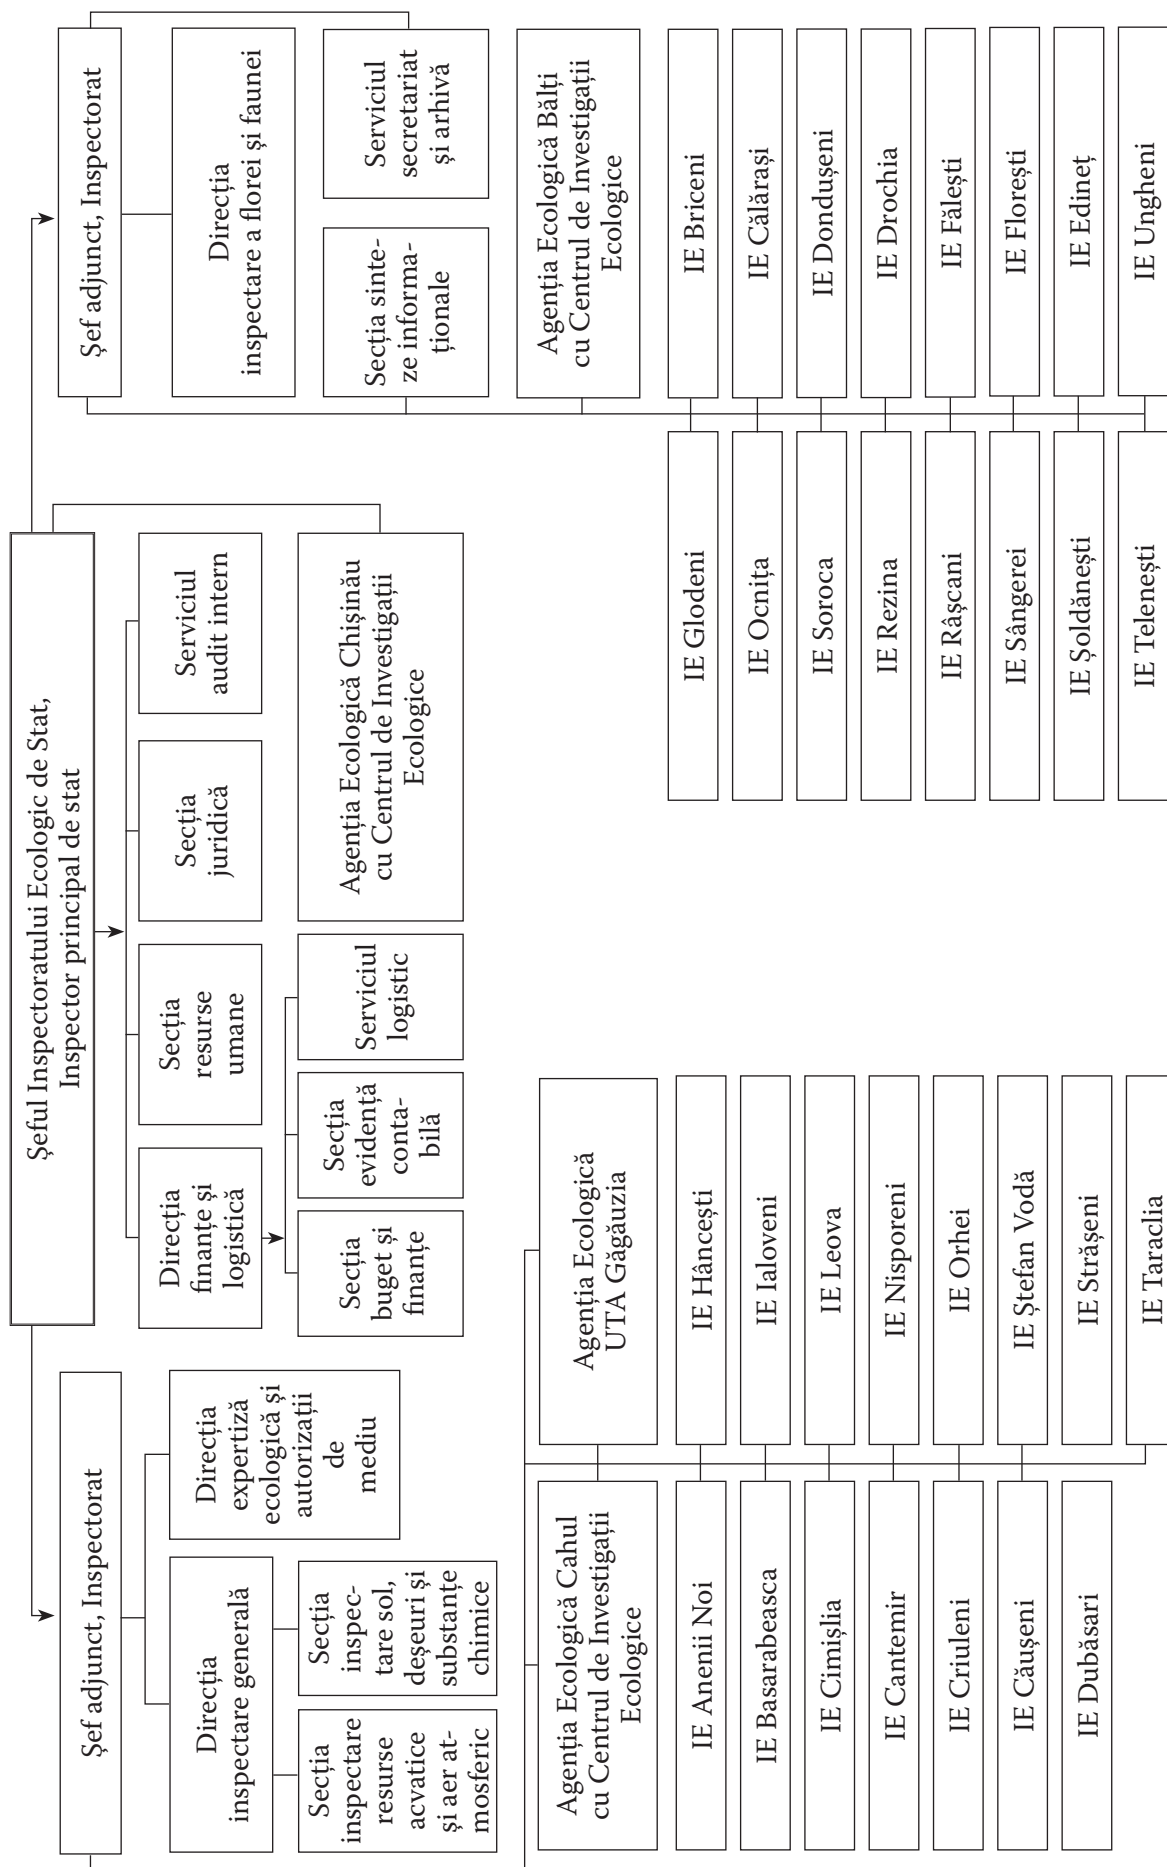 Șeful Inspectoratului Ecologic de Stat,
Inspector principal de stat
Șef adjunct, Inspectorat
Direcția
inspectare generală
Direcția
expertiză
ecologică și
autorizații
de
mediu
Secția
inspectare
resurse
acvatice
și aer at-
mosferic
Secția
inspec-
tare sol,
deșeuri și
substanțe
chimice
Direcția
finanțe și
logistică
Secția
resurse
umane
Secția
juridică
Serviciul
audit intern
Secția
buget și
finanțe
Secția
evidență
conta-
bilă
Serviciul
logistic
Agenția Ecologică Chișinău
cu Centrul de Investigații
Ecologice
Șef adjunct, Inspectorat
Direcția
inspectare a florei și faunei
Secția sinte-
ze informa-
ționale
Serviciul
secretariat
și arhivă
Agenția Ecologică Bălți
cu Centrul de Investigații
Ecologice
Agenția Ecologică Cahul
cu Centrul de Investigații
Ecologice
Agenția Ecologică
UTA Găgăuzia
IE Anenii Noi
IE Hâncești
IE Basarabeasca
IE Ialoveni
IE Cimișlia
IE Leova
IE Cantemir
IE Nisporeni
IE Criuleni
IE Orhei
IE Căușeni
IE Ștefan Vodă
IE Dubăsari
IE Strășeni
IE Taraclia
IE Glodeni
IE Briceni
IE Ocnița
IE Călărași
IE Soroca
IE Dondușeni
IE Rezina
IE Drochia
IE Râșcani
IE Fălești
IE Sângerei
IE Florești
IE Șoldănești
IE Edineț
IE Telenești
IE Ungheni